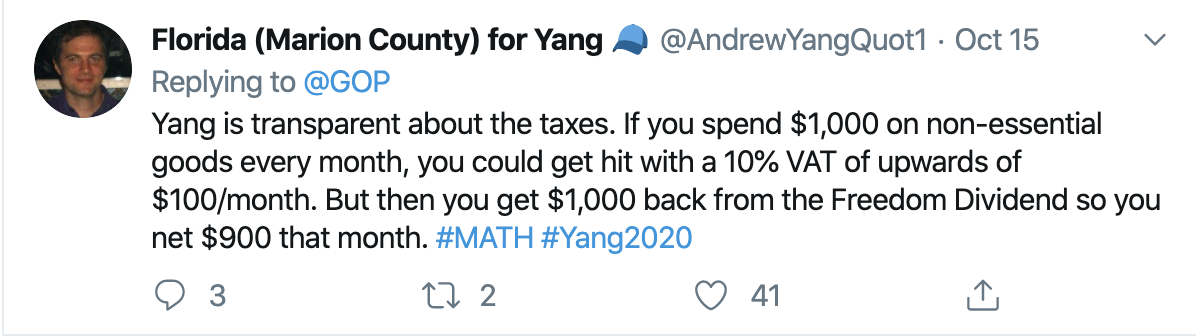 Florida (Marion County) for Yang 🧢 @AndrewYangQuot1 · Oct 15
Replying to @GOP
Yang is transparent about the taxes. If you spend $1,000 on non-essential
goods every month, you could get hit with a 10% VAT of upwards of
$100/month. But then you get $1,000 back from the Freedom Dividend so you
net $900 that month. #MATH #Yang2020
3 2 41